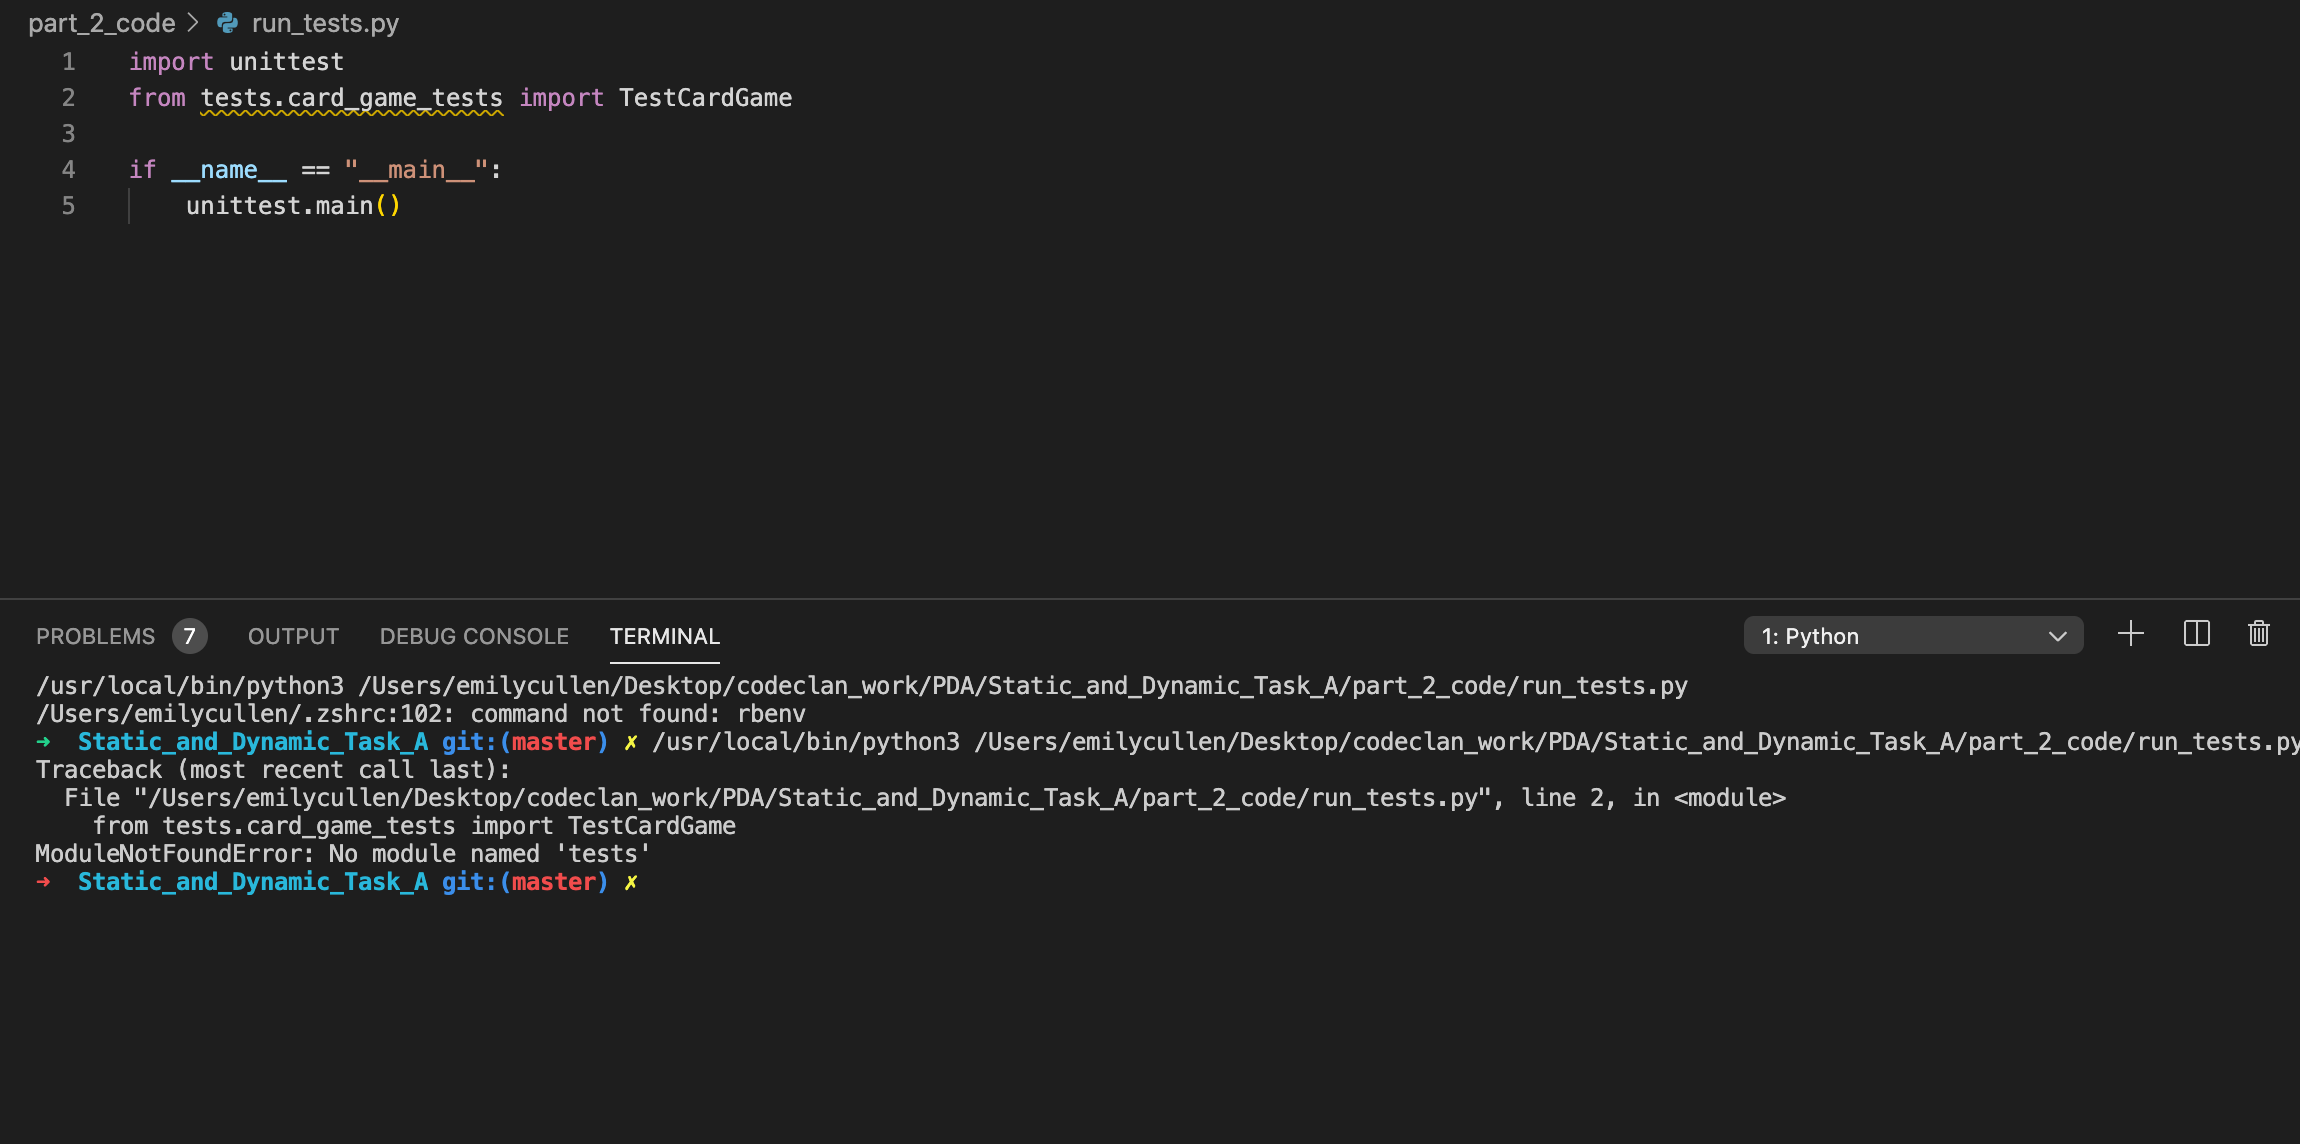 part_2_code > run_tests.py
1 import unittest
2 from tests.card_game_tests import TestCardGame
3
4 if __name__ == "__main__":
5 unittest.main()
PROBLEMS 7 OUTPUT DEBUG CONSOLE TERMINAL 1: Python
/usr/local/bin/python3 /Users/emilycullen/Desktop/codeclan_work/PDA/Static_and_Dynamic_Task_A/part_2_code/run_tests.py
/Users/emilycullen/.zshrc:102: command not found: rbenv
➜ Static_and_Dynamic_Task_A git:(master) ✗ /usr/local/bin/python3 /Users/emilycullen/Desktop/codeclan_work/PDA/Static_and_Dynamic_Task_A/part_2_code/run_tests.py
Traceback (most recent call last):
File "/Users/emilycullen/Desktop/codeclan_work/PDA/Static_and_Dynamic_Task_A/part_2_code/run_tests.py", line 2, in <module>
from tests.card_game_tests import TestCardGame
ModuleNotFoundError: No module named 'tests'
➜ Static_and_Dynamic_Task_A git:(master) ✗